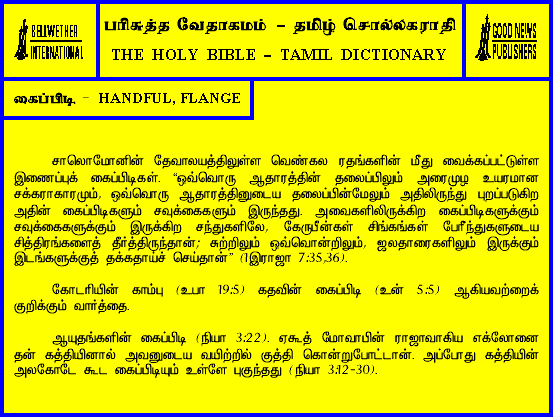 BELLWETHER
INTERNATIONAL
பரிசுத்த வேதாகமம் – தமிழ் சொல்லகராதி
THE HOLY BIBLE – TAMIL DICTIONARY
GOOD NEWS
PUBLISHERS
கைப்பிடி – HANDFUL, FLANGE
சாலொமோனின் தேவாலயத்திலுள்ள வெண்கல ரதங்களின் மீது வைக்கப்பட்டுள்ள
இணைப்புக் கைப்பிடிகள். “ஒவ்வொரு ஆதாரத்தின் தலைப்பிலும் அரைமுழ உயரமான
சக்கராகாரமும், ஒவ்வொரு ஆதாரத்தினுடைய தலைப்பின்மேலும் அதிலிருந்து புறப்படுகிற
அதின் கைப்பிடிகளும் சவுக்கைகளும் இருந்தது. அவைகளிலிருக்கிற கைப்பிடிகளுக்கும்
சவுக்கைகளுக்கும் இருக்கிற சந்துகளிலே, கேருபீன்கள் சிங்கங்கள் பேரீந்துகளுடைய
சித்திரங்களைத் தீர்த்திருந்தான்; சுற்றிலும் ஒவ்வொன்றிலும், ஜலதாரைகளிலும் இருக்கும்
இடங்களுக்குத் தக்கதாய்ச் செய்தான்” (1இராஜா 7:35,36).
கோடரியின் காம்பு (உபா 19:5) கதவின் கைப்பிடி (உன் 5:5) ஆகியவற்றைக்
குறிக்கும் வார்த்தை.
ஆயுதங்களின் கைப்பிடி (நியா 3:22). ஏகூத் மோவாபின் ராஜாவாகிய எக்லோனை
தன் கத்தியினால் அவனுடைய வயிற்றில் குத்தி கொன்றுபோட்டான். அப்போது கத்தியின்
அலகோடே கூட கைப்பிடியும் உள்ளே புகுந்தது (நியா 3:12-30).